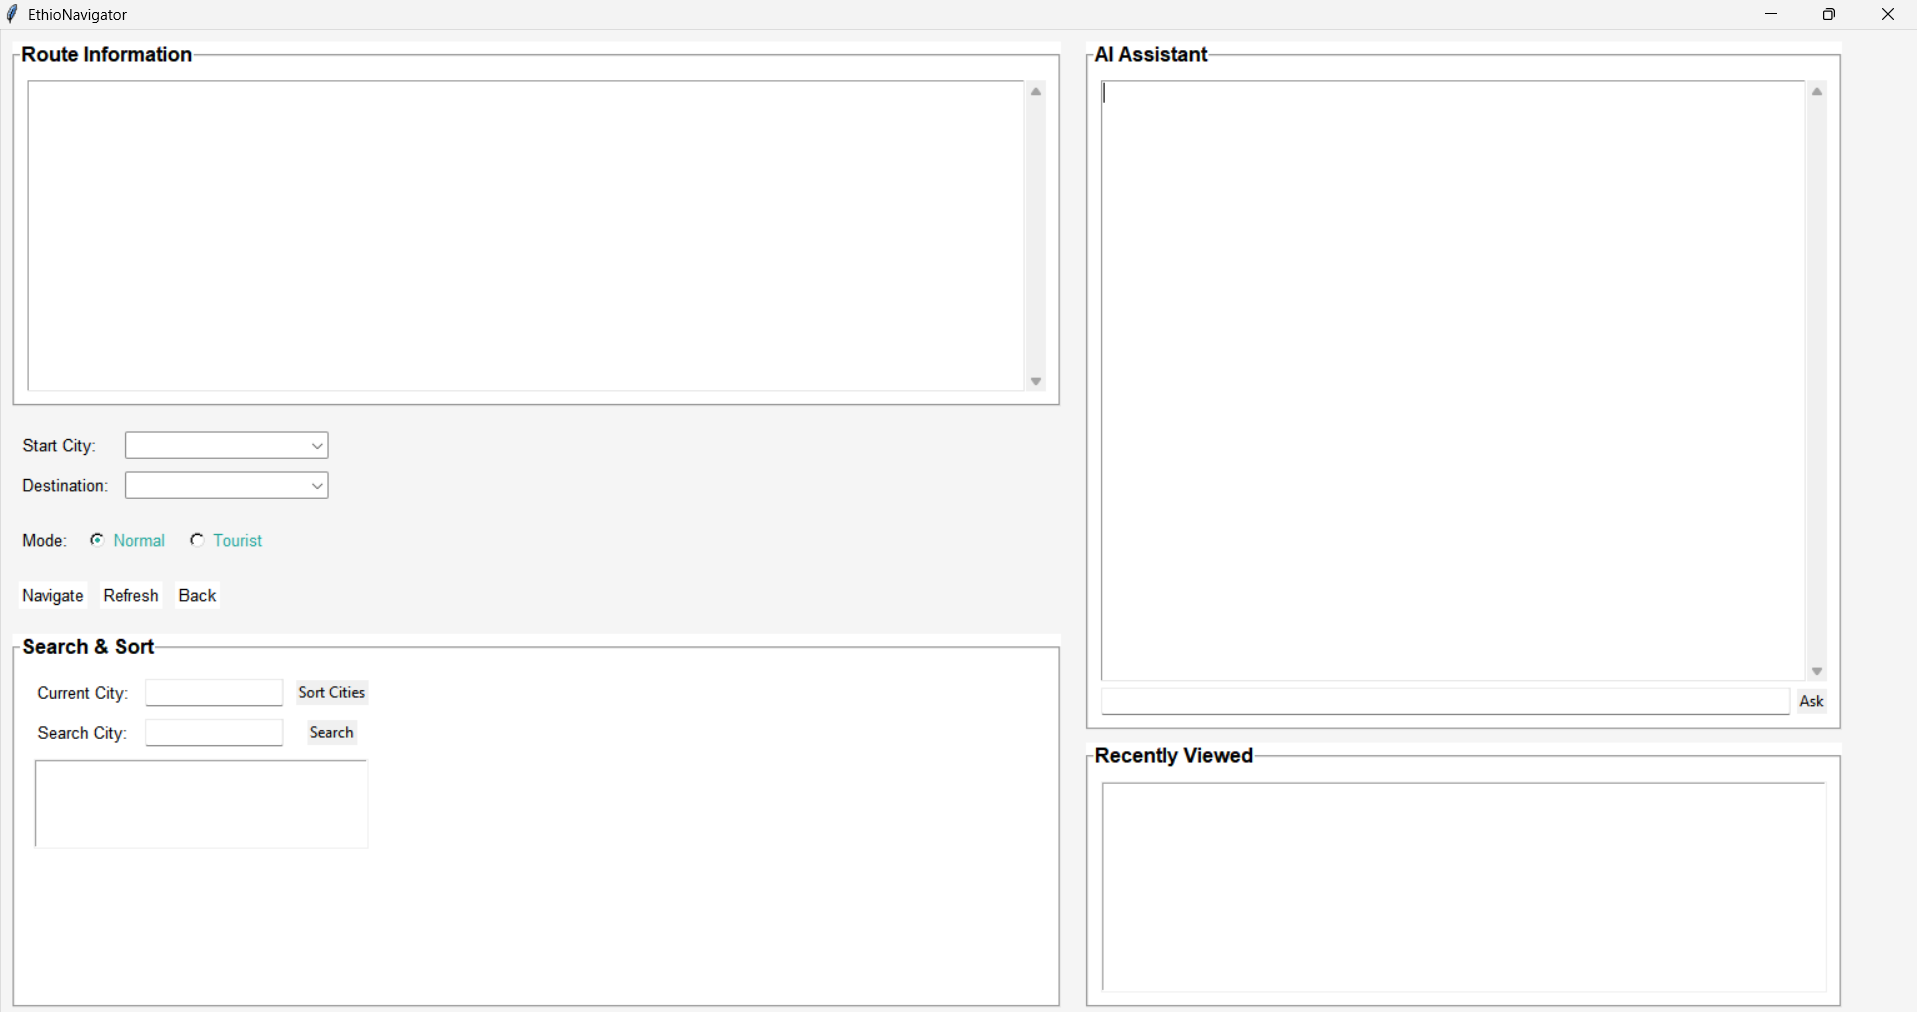 EthioNavigator
Route Information
Start City:
Destination:
Mode: Normal Tourist
Navigate Refresh Back
Search & Sort
Current City: Sort Cities
Search City: Search
AI Assistant
Ask
Recently Viewed